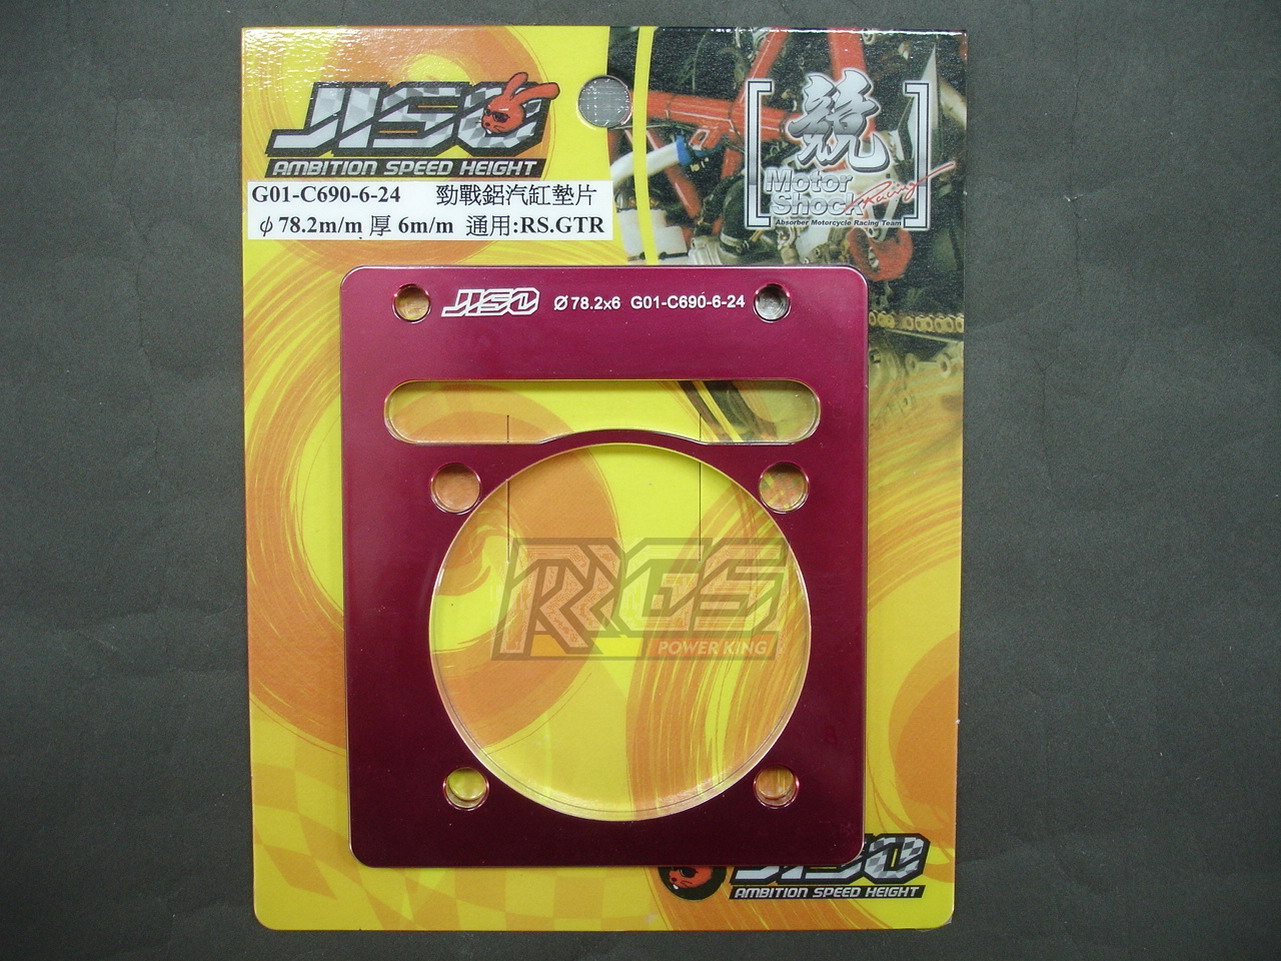 JISO
AMBITION SPEED HEIGHT
競
Motor
Shock Racing
Absorber Motorcycle Racing Team
G01-C690-6-24 勁戰鋁汽缸墊片
φ78.2m/m 厚 6m/m 通用:RS.GTR
JISO Ø78.2x6 G01-C690-6-24
RRGS
POWER KING
JISO
AMBITION SPEED HEIGHT